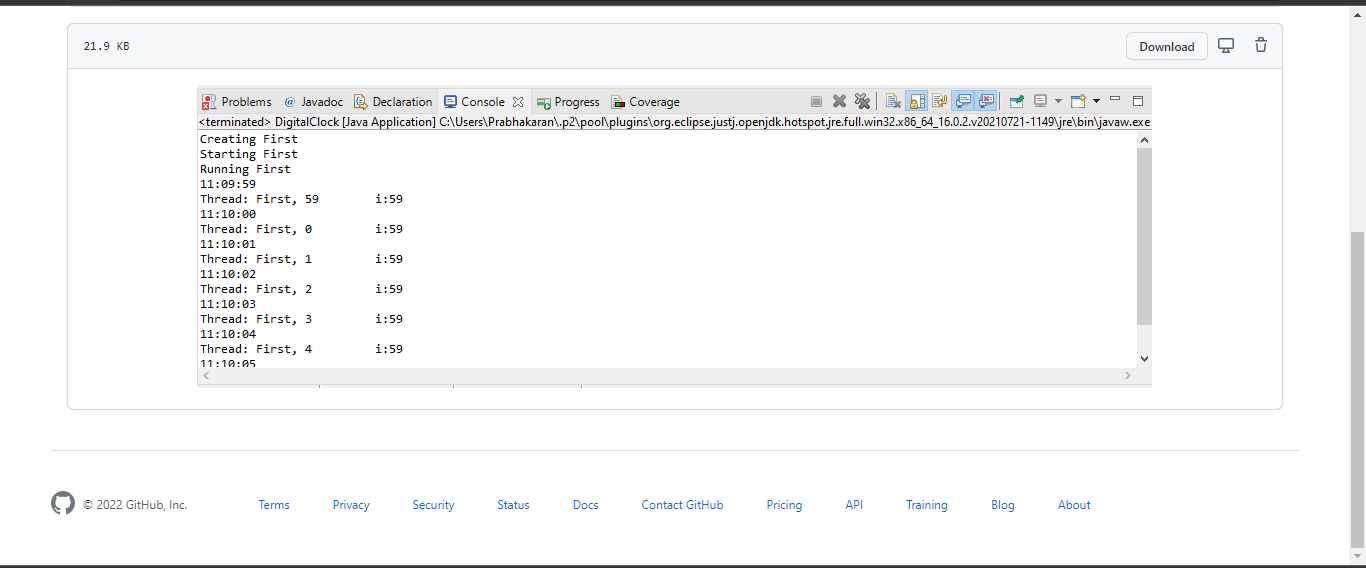 21.9 KB
Download
Problems @ Javadoc Declaration Console Progress Coverage
<terminated> DigitalClock [Java Application] C:\Users\Prabhakaran\.p2\pool\plugins\org.eclipse.justj.openjdk.hotspot.jre.full.win32.x86_64_16.0.2.v20210721-1149\jre\bin\javaw.exe
Creating First
Starting First
Running First
11:09:59
Thread: First, 59 i:59
11:10:00
Thread: First, 0 i:59
11:10:01
Thread: First, 1 i:59
11:10:02
Thread: First, 2 i:59
11:10:03
Thread: First, 3 i:59
11:10:04
Thread: First, 4 i:59
11:10:05
© 2022 GitHub, Inc. Terms Privacy Security Status Docs Contact GitHub Pricing API Training Blog About